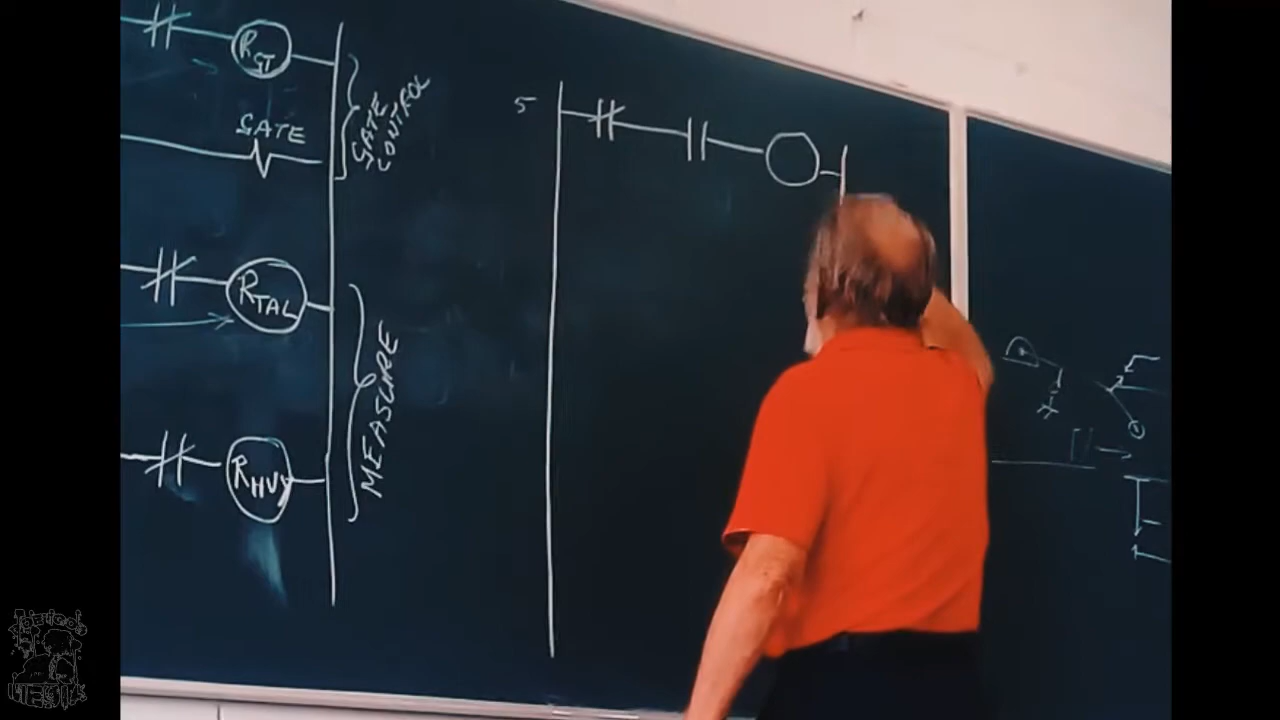 RGT
GATE
GATE
CONTROL
RTAL
RHVY
MEASURE
5